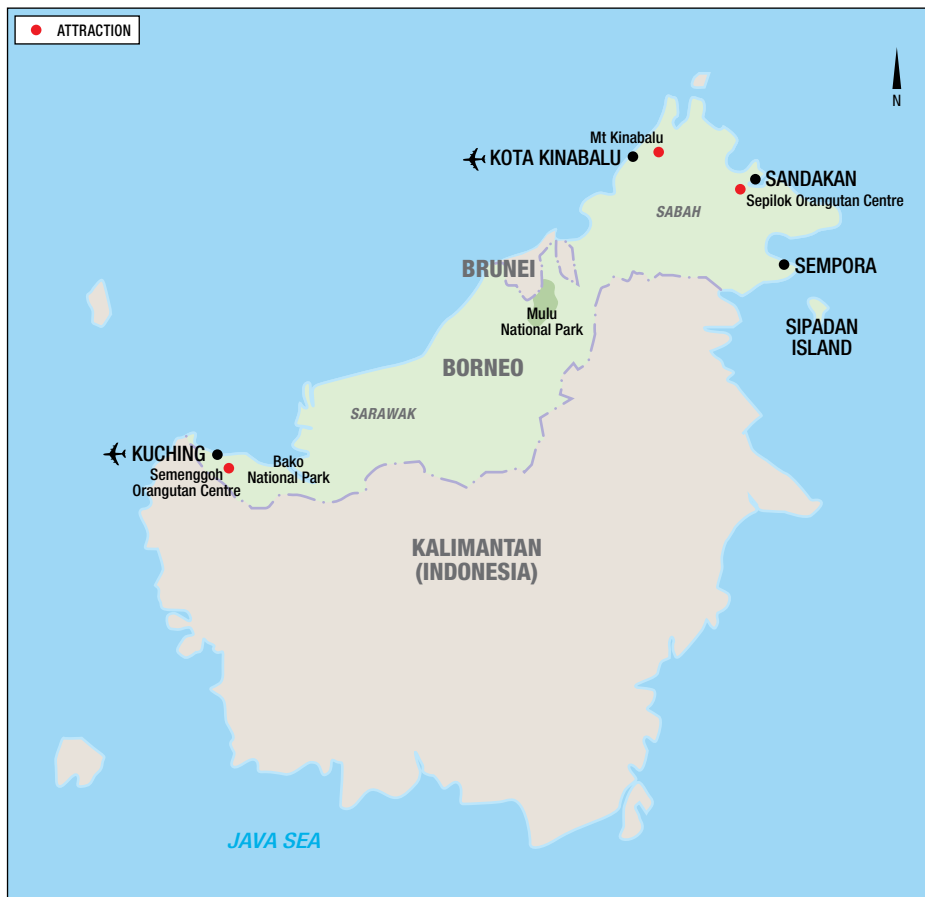 ATTRACTION
N
Mt Kinabalu
KOTA KINABALU
SANDAKAN
Sepilok Orangutan Centre
SABAH
BRUNEI
SEMPORA
Mulu
National Park
SIPADAN
ISLAND
BORNEO
SARAWAK
KUCHING
Semenggoh
Orangutan Centre
Bako
National Park
KALIMANTAN
(INDONESIA)
JAVA SEA